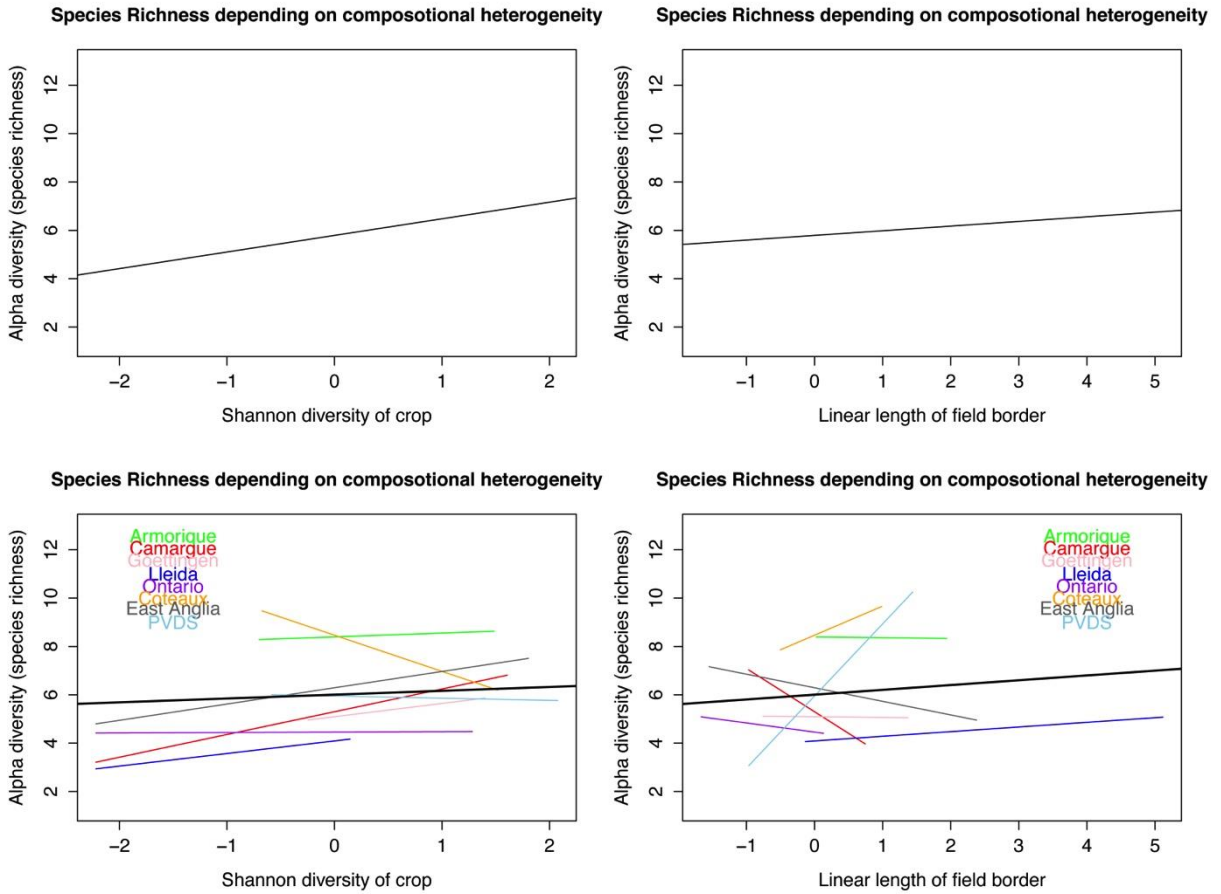 Species Richness depending on composotional heterogeneity
Alpha diversity (species richness)
12
10
8
6
4
2
−2
−1
0
1
2
Shannon diversity of crop
Species Richness depending on composotional heterogeneity
Alpha diversity (species richness)
12
10
8
6
4
2
−1
0
1
2
3
4
5
Linear length of field border
Species Richness depending on composotional heterogeneity
Alpha diversity (species richness)
12
10
8
6
4
2
Armorique
Camargue
Goettingen
Lleida
Ontario
Coteaux
East Anglia
PVDS
−2
−1
0
1
2
Shannon diversity of crop
Species Richness depending on composotional heterogeneity
Alpha diversity (species richness)
12
10
8
6
4
2
Armorique
Camargue
Goettingen
Lleida
Ontario
Coteaux
East Anglia
PVDS
−1
0
1
2
3
4
5
Linear length of field border